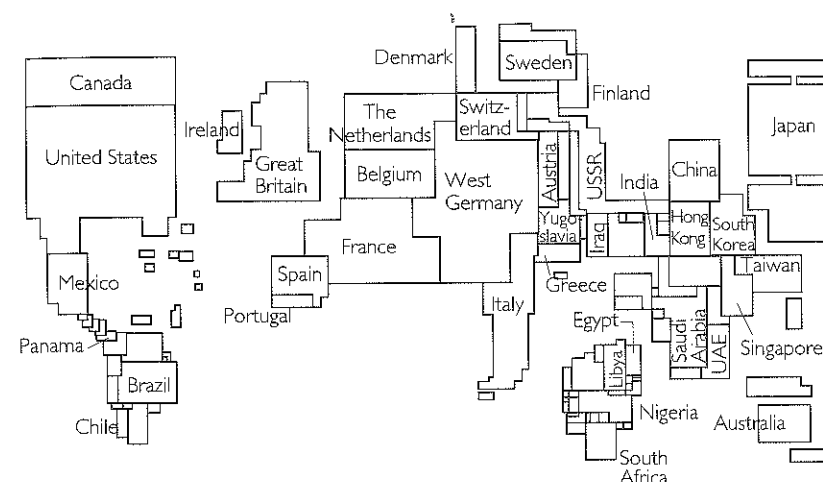 Canada
United States
Mexico
Panama
Brazil
Chile
Ireland
Great
Britain
Denmark
Sweden
Finland
The
Netherlands
Switz-
erland
Belgium
West
Germany
France
Spain
Portugal
Italy
Austria
Yugo-
slavia
Greece
USSR
Iraq
India
China
Hong
Kong
South
Korea
Japan
Taiwan
Singapore
Saudi
Arabia
UAE
Egypt
Libya
Nigeria
South
Africa
Australia